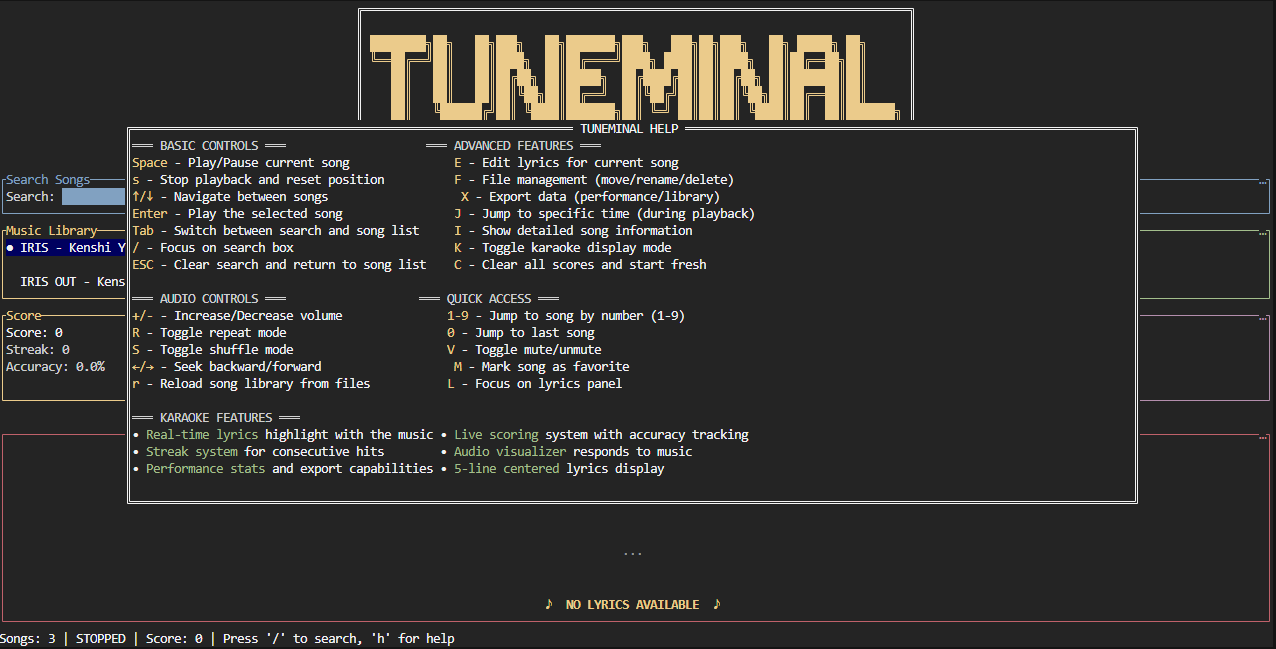 TUNEMINAL
TUNEMINAL HELP
═══ BASIC CONTROLS ═══ ═══ ADVANCED FEATURES ═══
Space - Play/Pause current song E - Edit lyrics for current song
s - Stop playback and reset position F - File management (move/rename/delete)
↑/↓ - Navigate between songs X - Export data (performance/library)
Enter - Play the selected song J - Jump to specific time (during playback)
Tab - Switch between search and song list I - Show detailed song information
/ - Focus on search box K - Toggle karaoke display mode
ESC - Clear search and return to song list C - Clear all scores and start fresh
═══ AUDIO CONTROLS ═══ ═══ QUICK ACCESS ═══
+/- - Increase/Decrease volume 1-9 - Jump to song by number (1-9)
R - Toggle repeat mode 0 - Jump to last song
S - Toggle shuffle mode V - Toggle mute/unmute
←/→ - Seek backward/forward M - Mark song as favorite
r - Reload song library from files L - Focus on lyrics panel
═══ KARAOKE FEATURES ═══
• Real-time lyrics highlight with the music • Live scoring system with accuracy tracking
• Streak system for consecutive hits • Audio visualizer responds to music
• Performance stats and export capabilities • 5-line centered lyrics display
Search Songs …
Search:
Music Library …
● IRIS - Kenshi Y
IRIS OUT - Kens
Score …
Score: 0
Streak: 0
Accuracy: 0.0%
…
...
♪ NO LYRICS AVAILABLE ♪
Songs: 3 | STOPPED | Score: 0 | Press '/' to search, 'h' for help